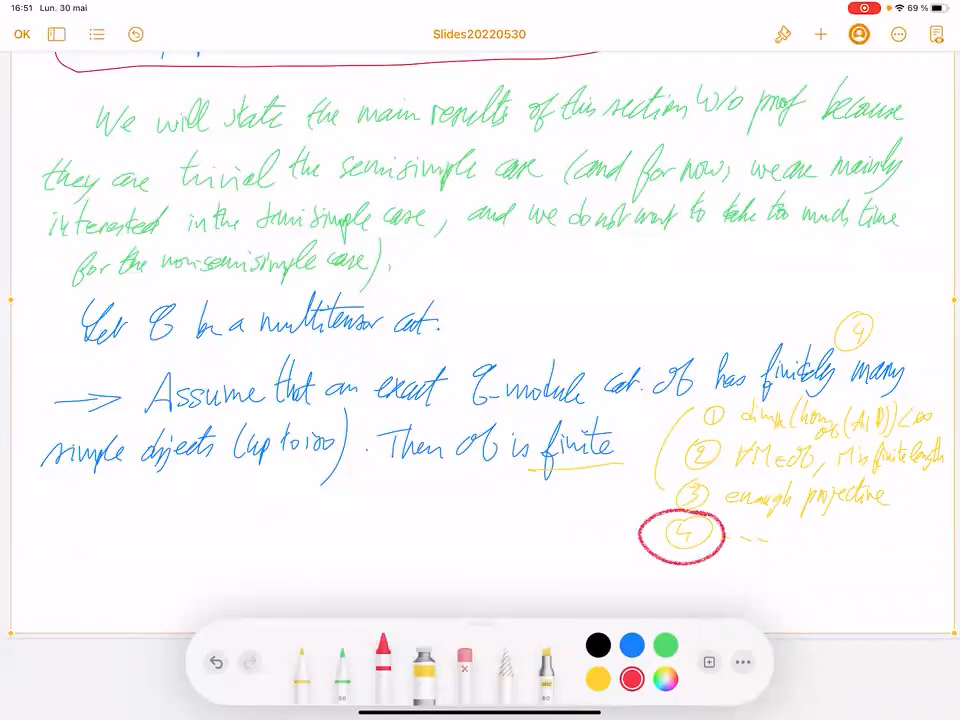 16:51 Lun. 30 mai
69 %
OK
Slides20220530
We will state the main results of this section w/o proof because
they are trivial the semisimple case (and for now, we are mainly
interested in the semisimple case, and we do not want to take too much time
for the nonsemisimple case).
Let C be a multitensor cat.
④
→ Assume that an exact C-module cat. M has finitely many
simple objects (up to iso). Then M is finite
① dim (hom_M (A,B)) < ∞
② ∀M ∈ M, M is finite length
③ enough projective
④ ---